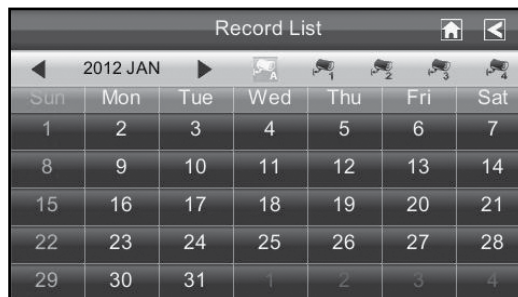 Record List
2012 JAN A 1 2 3 4
Sun Mon Tue Wed Thu Fri Sat
1 2 3 4 5 6 7
8 9 10 11 12 13 14
15 16 17 18 19 20 21
22 23 24 25 26 27 28
29 30 31 1 2 3 4